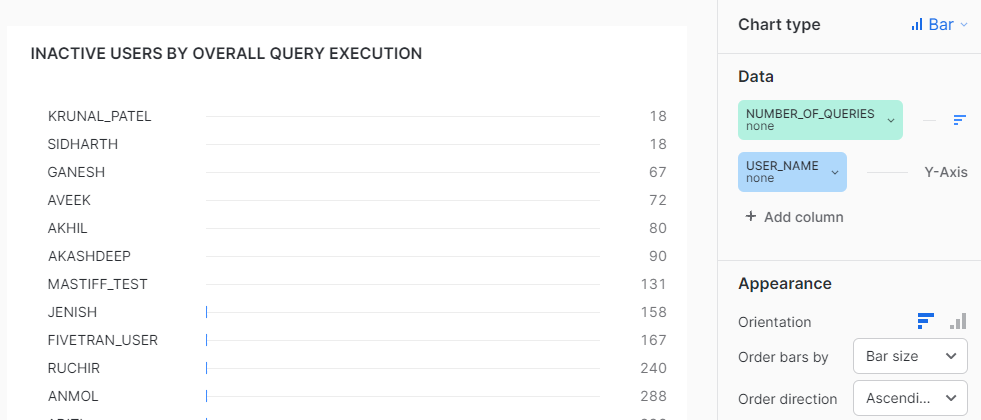 INACTIVE USERS BY OVERALL QUERY EXECUTION
KRUNAL_PATEL 18
SIDHARTH 18
GANESH 67
AVEEK 72
AKHIL 80
AKASHDEEP 90
MASTIFF_TEST 131
JENISH 158
FIVETRAN_USER 167
RUCHIR 240
ANMOL 288
Chart type Bar
Data
NUMBER_OF_QUERIES
none
USER_NAME
none
Y-Axis
+ Add column
Appearance
Orientation
Order bars by Bar size
Order direction Ascendi...